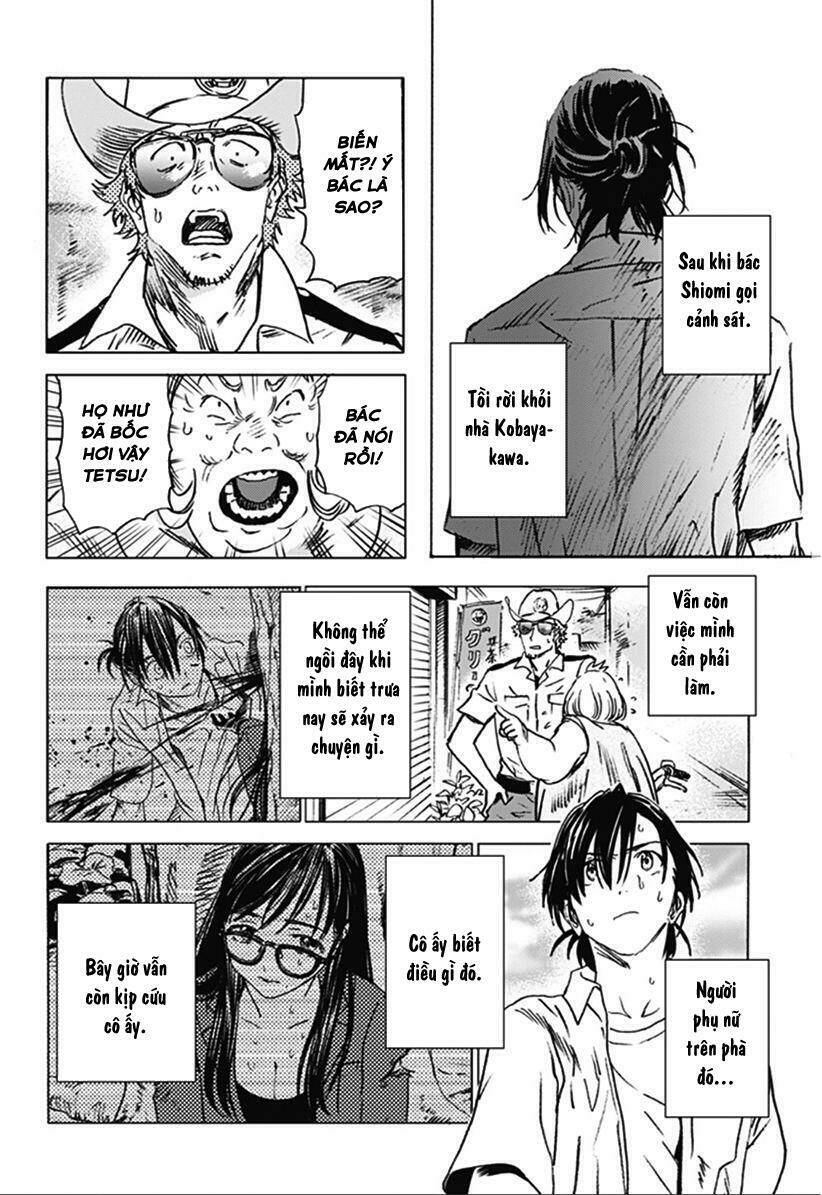 Sau khi bác
Shiomi gọi
cảnh sát.
Tồi rời khỏi
nhà Kobaya-
kawa.
BIẾN
MẤT?! Ý
BÁC LÀ
SAO?
BÁC
ĐÃ NÓI
RỒI!
HỌ NHƯ
ĐÃ BỐC
HƠI VẬY
TETSU!
Vẫn còn
việc mình
cần phải
làm.
グリ
Không thể
ngồi đây khi
mình biết trưa
nay sẽ xảy ra
chuyện gì.
Người
phụ nữ
trên phà
đó...
Cô ấy biết
điều gì đó.
Bây giờ vẫn
còn kịp cứu
cô ấy.